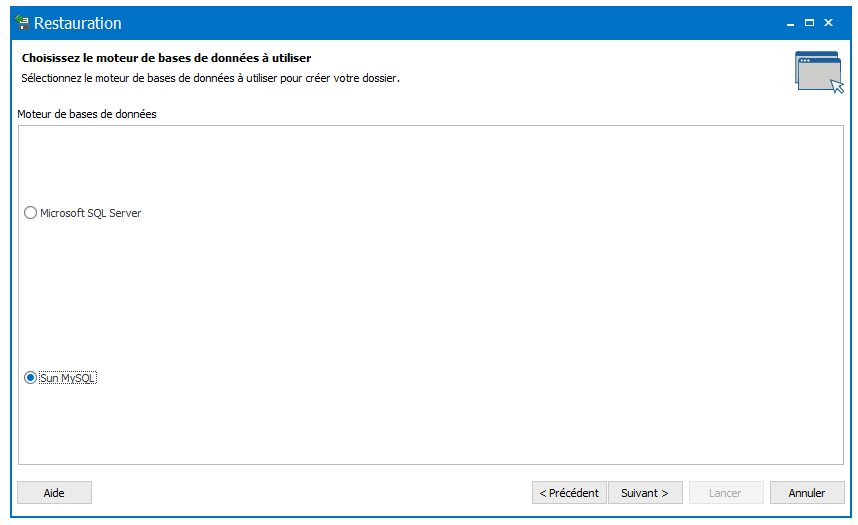 Restauration
Choisissez le moteur de bases de données à utiliser
Sélectionnez le moteur de bases de données à utiliser pour créer votre dossier.
Moteur de bases de données
Microsoft SQL Server
Sun MySQL
Aide
< Précédent
Suivant >
Lancer
Annuler